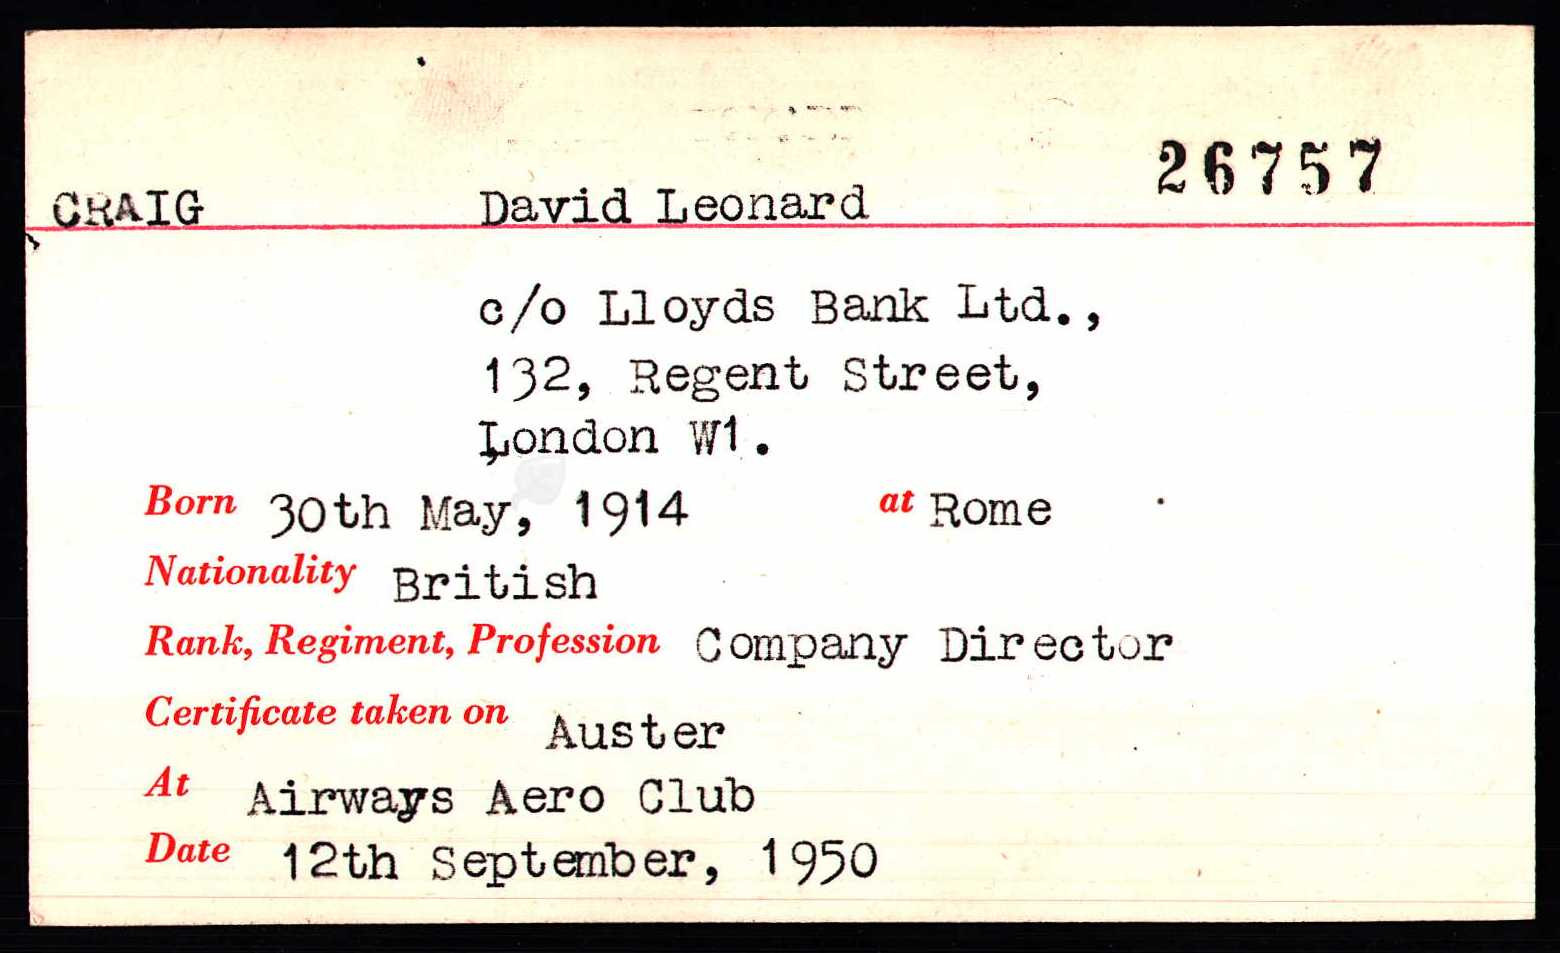 26757
CRAIG David Leonard
c/o Lloyds Bank Ltd.,
132, Regent Street,
London W1.
Born 30th May, 1914 at Rome
Nationality British
Rank, Regiment, Profession Company Director
Certificate taken on Auster
At Airways Aero Club
Date 12th September, 1950